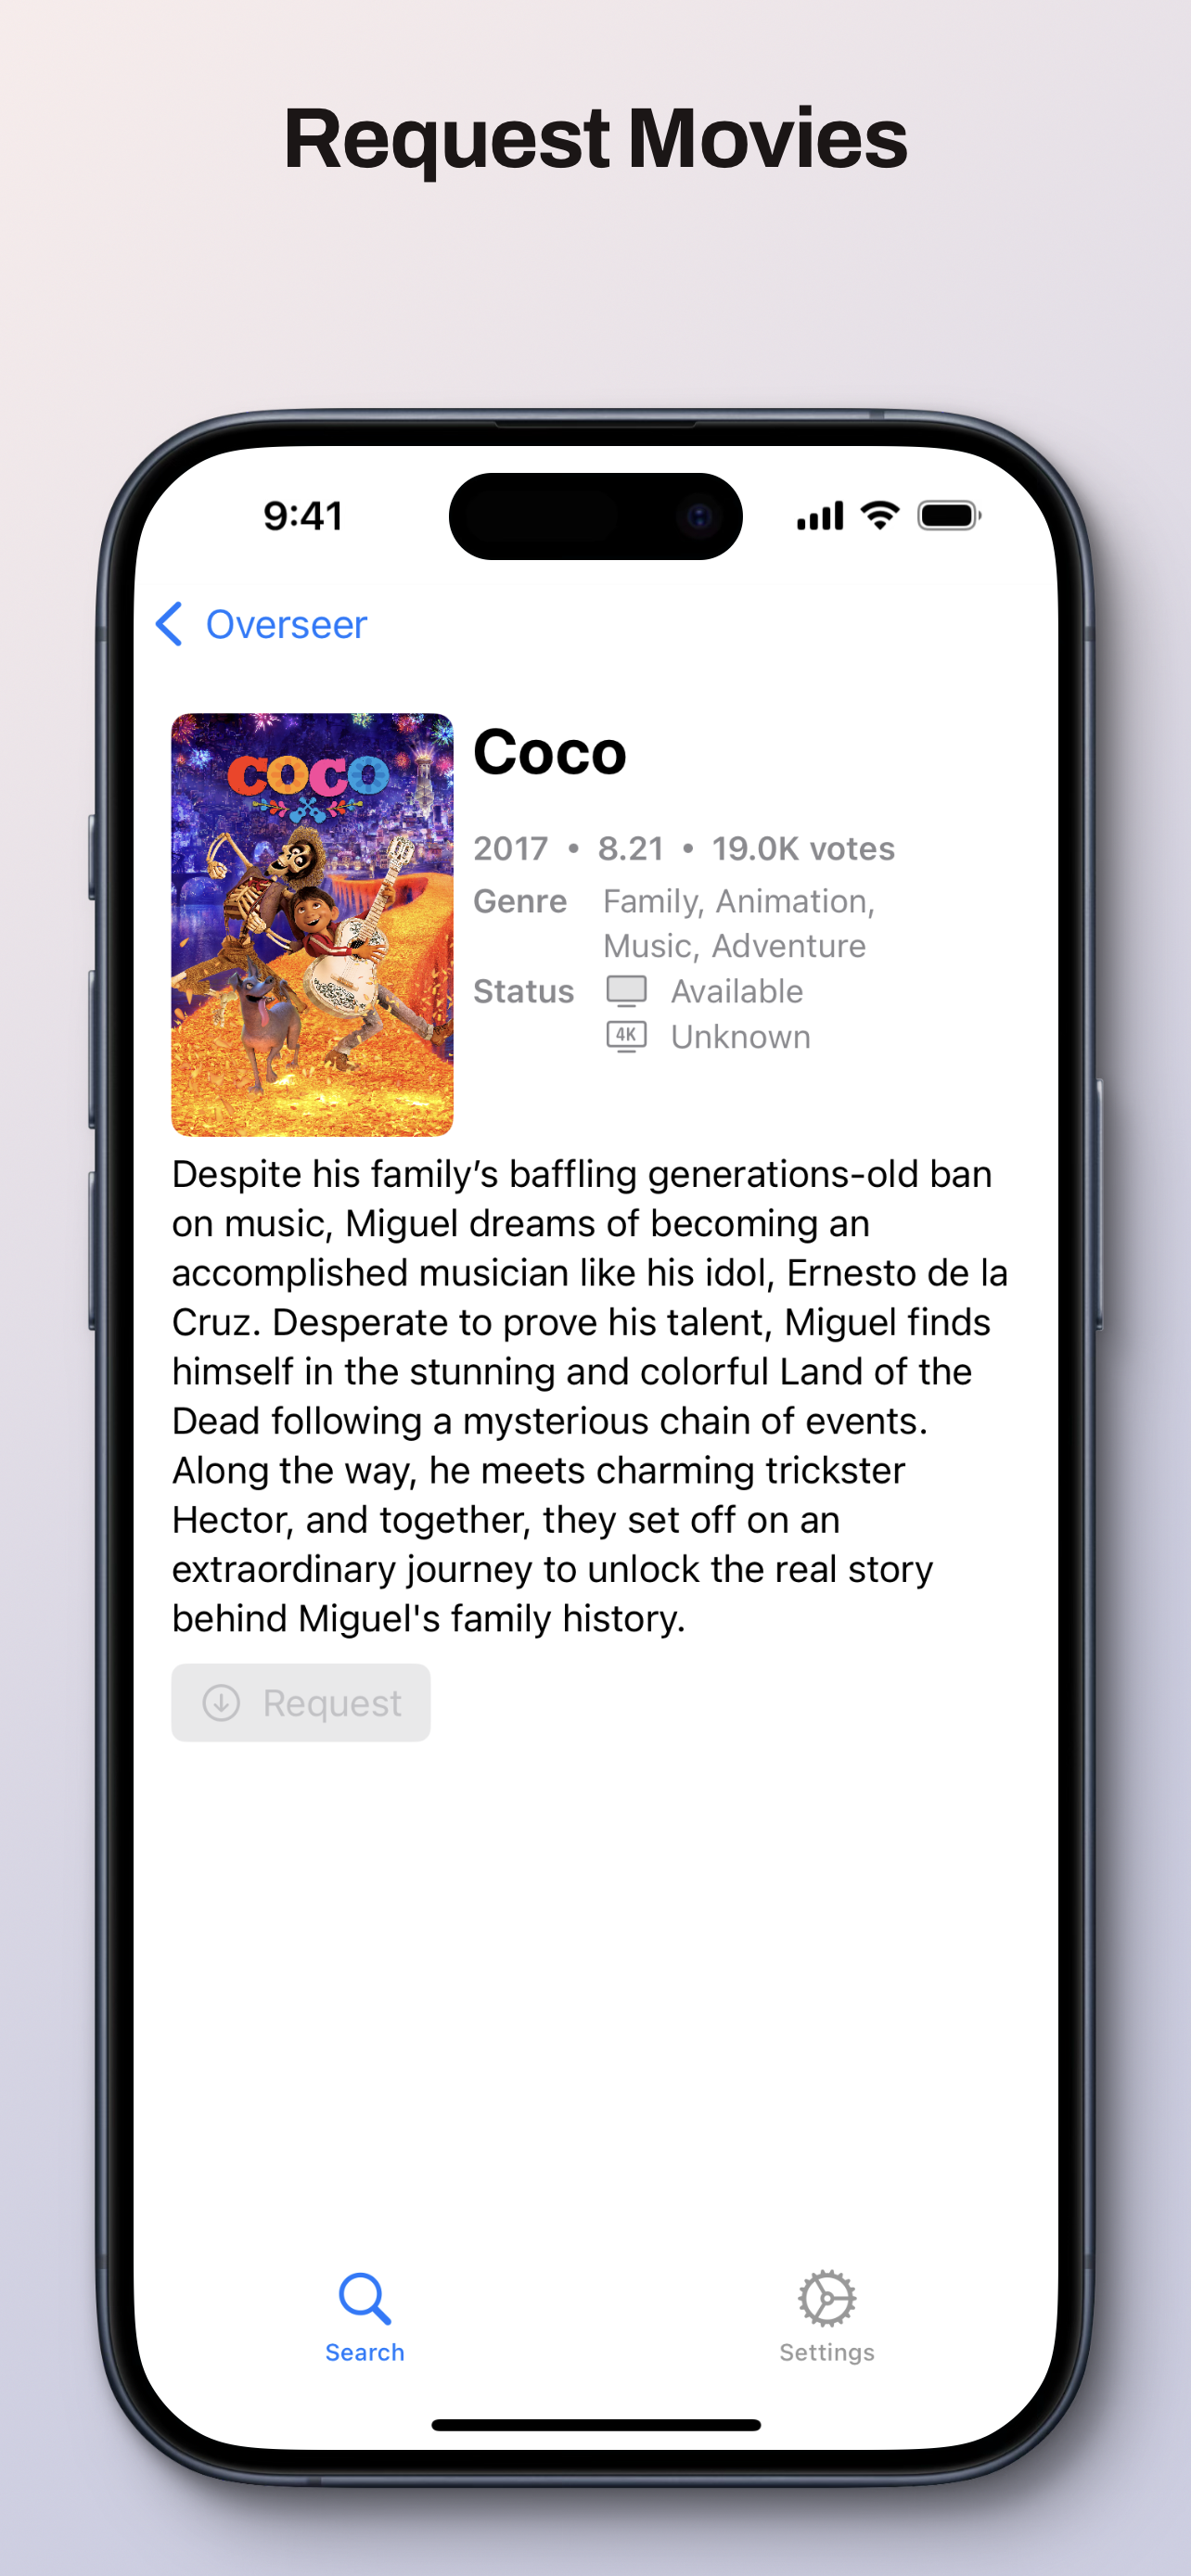 Request Movies
9:41
Overseer
COCO
Coco
2017 • 8.21 • 19.0K votes
Genre Family, Animation,
Music, Adventure
Status Available
4K Unknown
Despite his family’s baffling generations-old ban
on music, Miguel dreams of becoming an
accomplished musician like his idol, Ernesto de la
Cruz. Desperate to prove his talent, Miguel finds
himself in the stunning and colorful Land of the
Dead following a mysterious chain of events.
Along the way, he meets charming trickster
Hector, and together, they set off on an
extraordinary journey to unlock the real story
behind Miguel's family history.
Request
Search
Settings